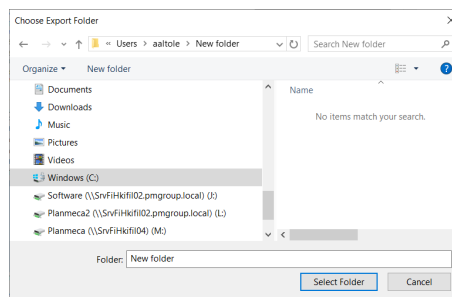 Choose Export Folder
« Users > aaltole > New folder
Search New folder
Organize
New folder
Documents
Downloads
Music
Pictures
Videos
Windows (C:)
Software (\\SrvFiHkifil02.pmgroup.local) (J:)
Planmeca2 (\\SrvFiHkifil02.pmgroup.local) (L:)
Planmeca (\\SrvFiHkifil04) (M:)
Name
No items match your search.
Folder: New folder
Select Folder
Cancel